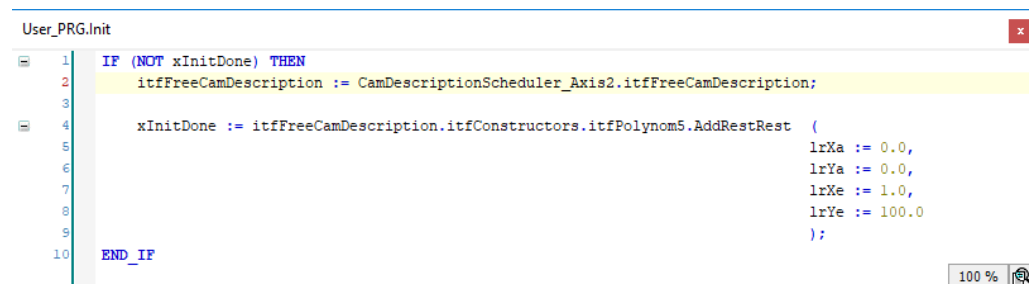 User_PRG.Init
x
1 IF (NOT xInitDone) THEN
2 itfFreeCamDescription := CamDescriptionScheduler_Axis2.itfFreeCamDescription;
3
4 xInitDone := itfFreeCamDescription.itfConstructors.itfPolynom5.AddRestRest (
5 lrXa := 0.0,
6 lrYa := 0.0,
7 lrXe := 1.0,
8 lrYe := 100.0
9 );
10 END_IF
100 %